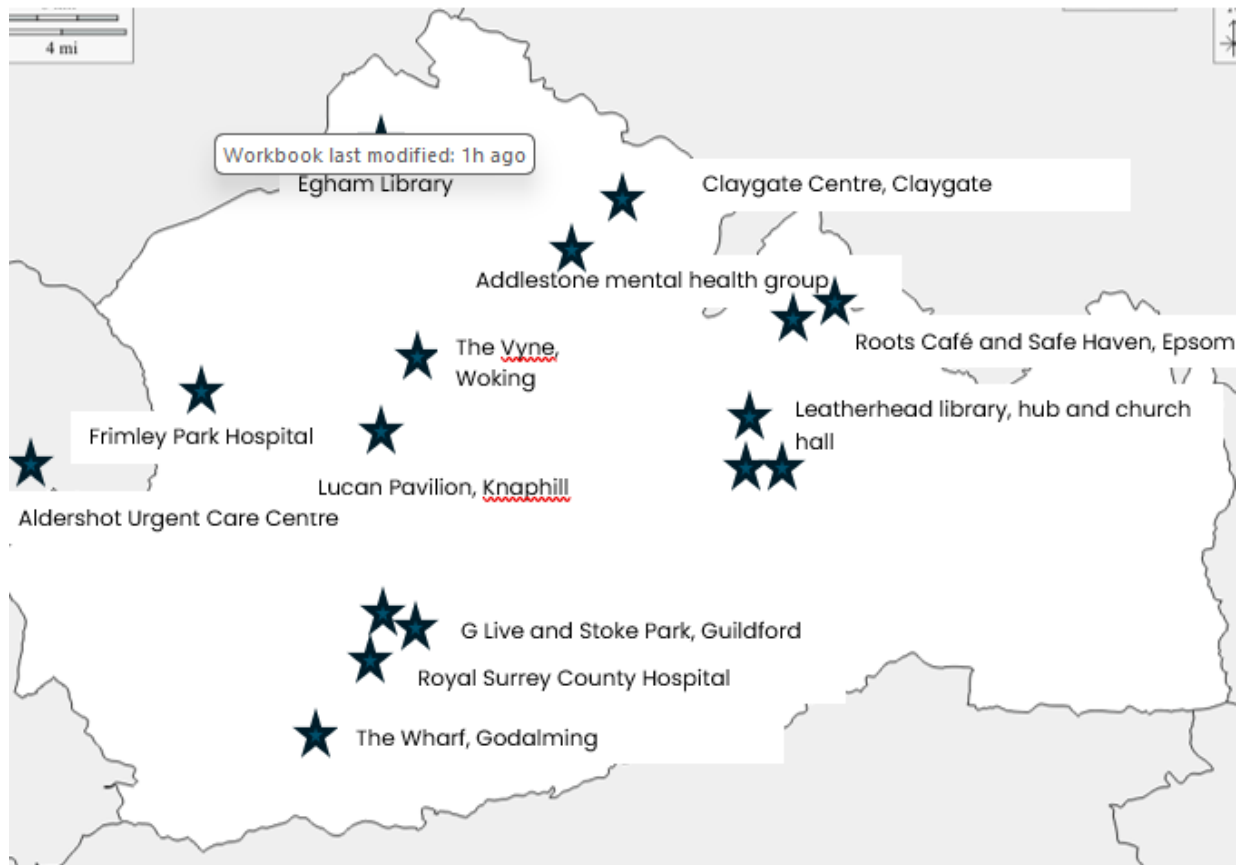 4 mi
Workbook last modified: 1h ago
Egham Library
Claygate Centre, Claygate
Addlestone mental health group
Roots Café and Safe Haven, Epsom
The Vyne,
Woking
Leatherhead library, hub and church
hall
Frimley Park Hospital
Lucan Pavilion, Knaphill
Aldershot Urgent Care Centre
G Live and Stoke Park, Guildford
Royal Surrey County Hospital
The Wharf, Godalming